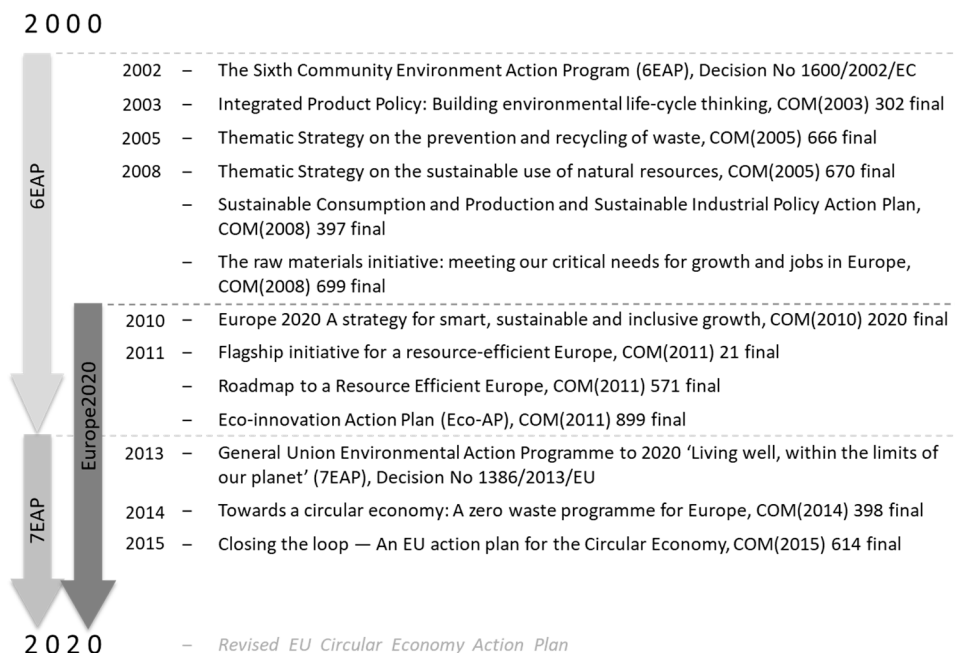 2000
2002 – The Sixth Community Environment Action Program (6EAP), Decision No 1600/2002/EC
2003 – Integrated Product Policy: Building environmental life-cycle thinking, COM(2003) 302 final
2005 – Thematic Strategy on the prevention and recycling of waste, COM(2005) 666 final
2008 – Thematic Strategy on the sustainable use of natural resources, COM(2005) 670 final
6EAP
– Sustainable Consumption and Production and Sustainable Industrial Policy Action Plan,
COM(2008) 397 final
– The raw materials initiative: meeting our critical needs for growth and jobs in Europe,
COM(2008) 699 final
2010 – Europe 2020 A strategy for smart, sustainable and inclusive growth, COM(2010) 2020 final
2011 – Flagship initiative for a resource-efficient Europe, COM(2011) 21 final
– Roadmap to a Resource Efficient Europe, COM(2011) 571 final
Europe2020
– Eco-innovation Action Plan (Eco-AP), COM(2011) 899 final
2013 – General Union Environmental Action Programme to 2020 ‘Living well, within the limits of
our planet’ (7EAP), Decision No 1386/2013/EU
7EAP
2014 – Towards a circular economy: A zero waste programme for Europe, COM(2014) 398 final
2015 – Closing the loop — An EU action plan for the Circular Economy, COM(2015) 614 final
2020 – Revised EU Circular Economy Action Plan